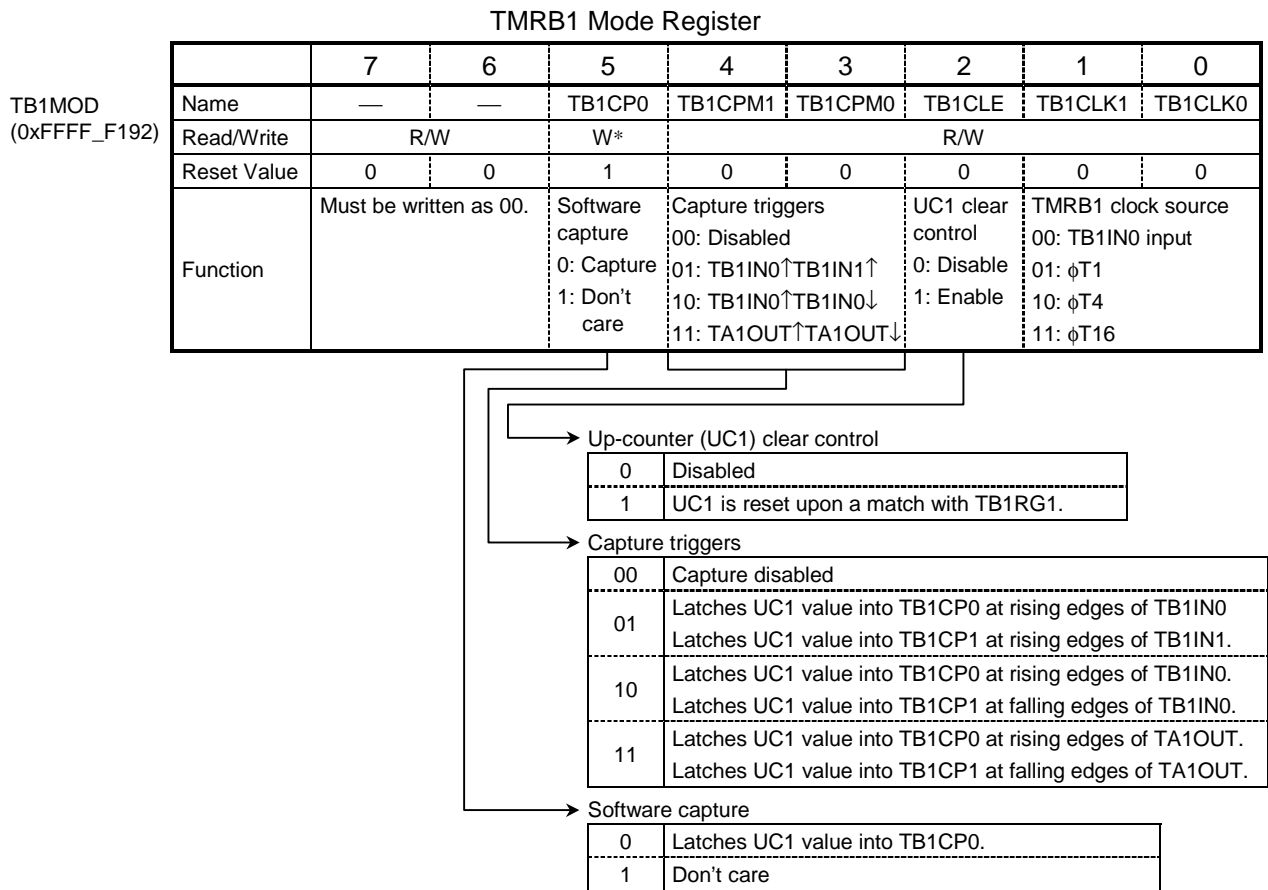 TMRB1 Mode Register
7 6 5 4 3 2 1 0
TB1MOD
(0xFFFF_F192)
Name — — TB1CP0 TB1CPM1 TB1CPM0 TB1CLE TB1CLK1 TB1CLK0
Read/Write R/W W* R/W
Reset Value 0 0 1 0 0 0 0 0
Function
Must be written as 00.
Software
capture
0: Capture
1: Don't
care
Capture triggers
00: Disabled
01: TB1IN0↑TB1IN1↑
10: TB1IN0↑TB1IN0↓
11: TA1OUT↑TA1OUT↓
UC1 clear
control
0: Disable
1: Enable
TMRB1 clock source
00: TB1IN0 input
01: ϕT1
10: ϕT4
11: ϕT16
Up-counter (UC1) clear control
0 Disabled
1 UC1 is reset upon a match with TB1RG1.
Capture triggers
00 Capture disabled
01
Latches UC1 value into TB1CP0 at rising edges of TB1IN0
Latches UC1 value into TB1CP1 at rising edges of TB1IN1.
10
Latches UC1 value into TB1CP0 at rising edges of TB1IN0.
Latches UC1 value into TB1CP1 at falling edges of TB1IN0.
11
Latches UC1 value into TB1CP0 at rising edges of TA1OUT.
Latches UC1 value into TB1CP1 at falling edges of TA1OUT.
Software capture
0 Latches UC1 value into TB1CP0.
1 Don't care